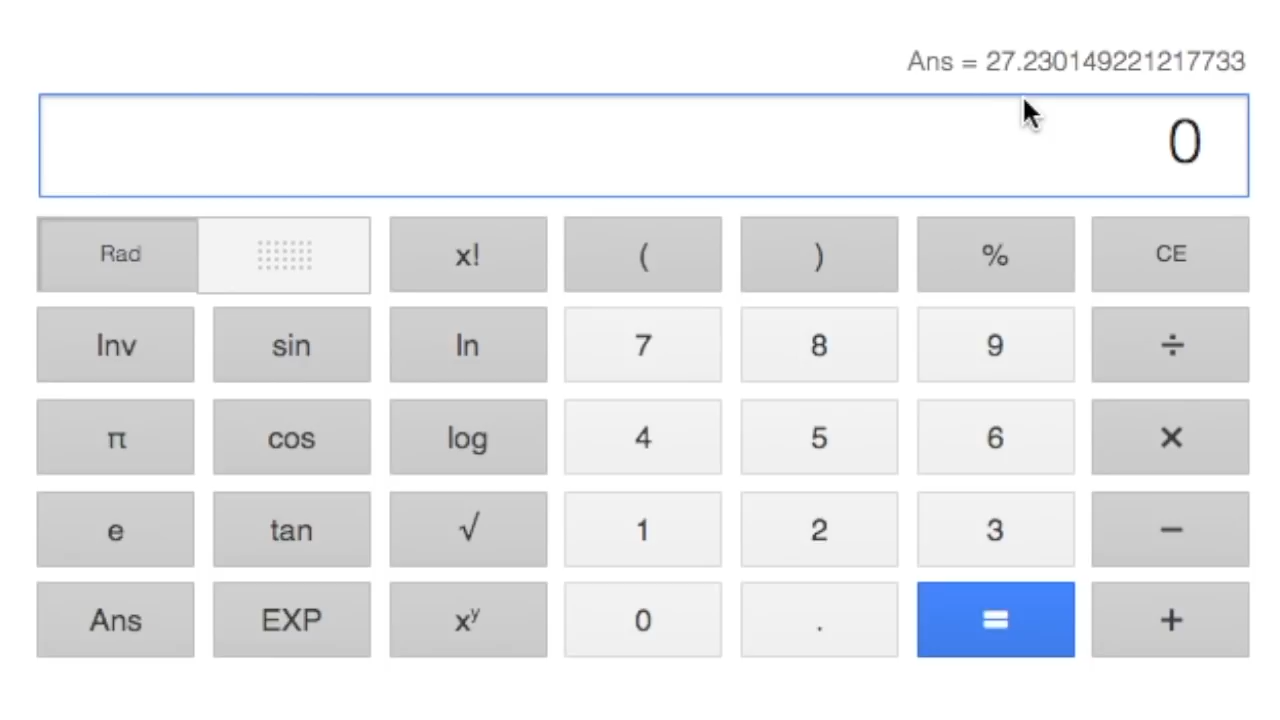 Ans = 27.230149221217733
0
Rad x! ( ) % CE
Inv sin ln 7 8 9 ÷
π cos log 4 5 6 ×
e tan √ 1 2 3 −
Ans EXP xʸ 0 . = +